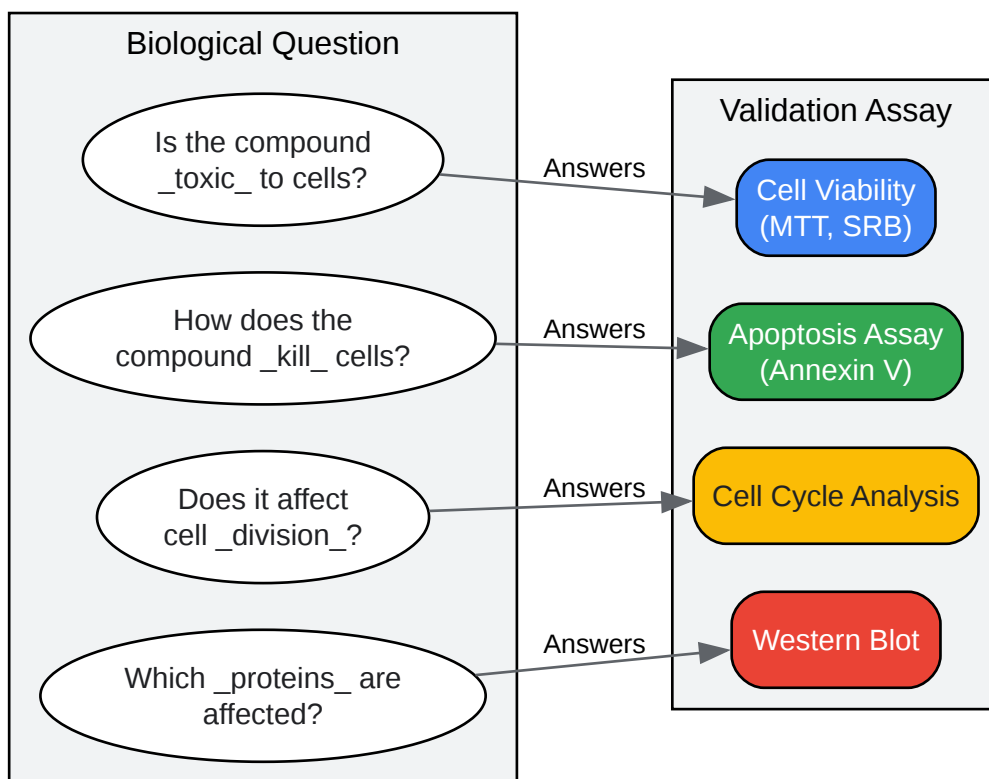 Biological Question
Is the compound
_toxic_ to cells?
How does the
compound _kill_ cells?
Does it affect
cell _division_?
Which _proteins_ are
affected?
Answers
Answers
Answers
Answers
Validation Assay
Cell Viability
(MTT, SRB)
Apoptosis Assay
(Annexin V)
Cell Cycle Analysis
Western Blot